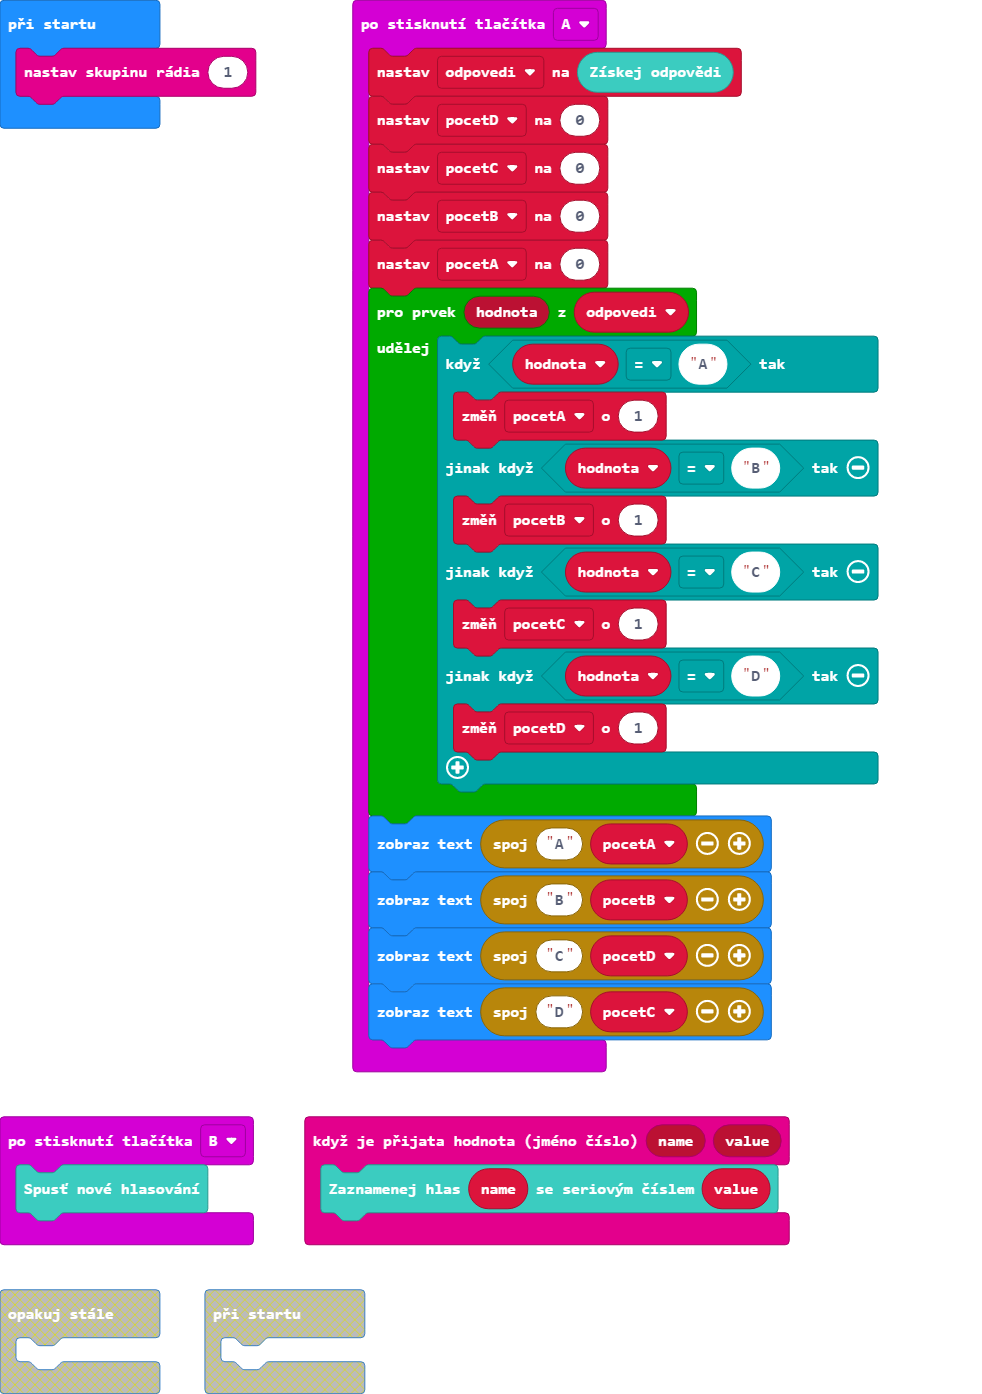 při startu
nastav skupinu rádia 1
po stisknutí tlačítka A
nastav odpovedi na Získej odpovědi
nastav pocetD na 0
nastav pocetC na 0
nastav pocetB na 0
nastav pocetA na 0
pro prvek hodnota z odpovedi
udělej
když hodnota = "A" tak
změň pocetA o 1
jinak když hodnota = "B" tak
změň pocetB o 1
jinak když hodnota = "C" tak
změň pocetC o 1
jinak když hodnota = "D" tak
změň pocetD o 1
zobraz text spoj "A" pocetA
zobraz text spoj "B" pocetB
zobraz text spoj "C" pocetD
zobraz text spoj "D" pocetC
po stisknutí tlačítka B
Spusť nové hlasování
když je přijata hodnota (jméno číslo) name value
Zaznamenej hlas name se seriovým číslem value
opakuj stále
při startu